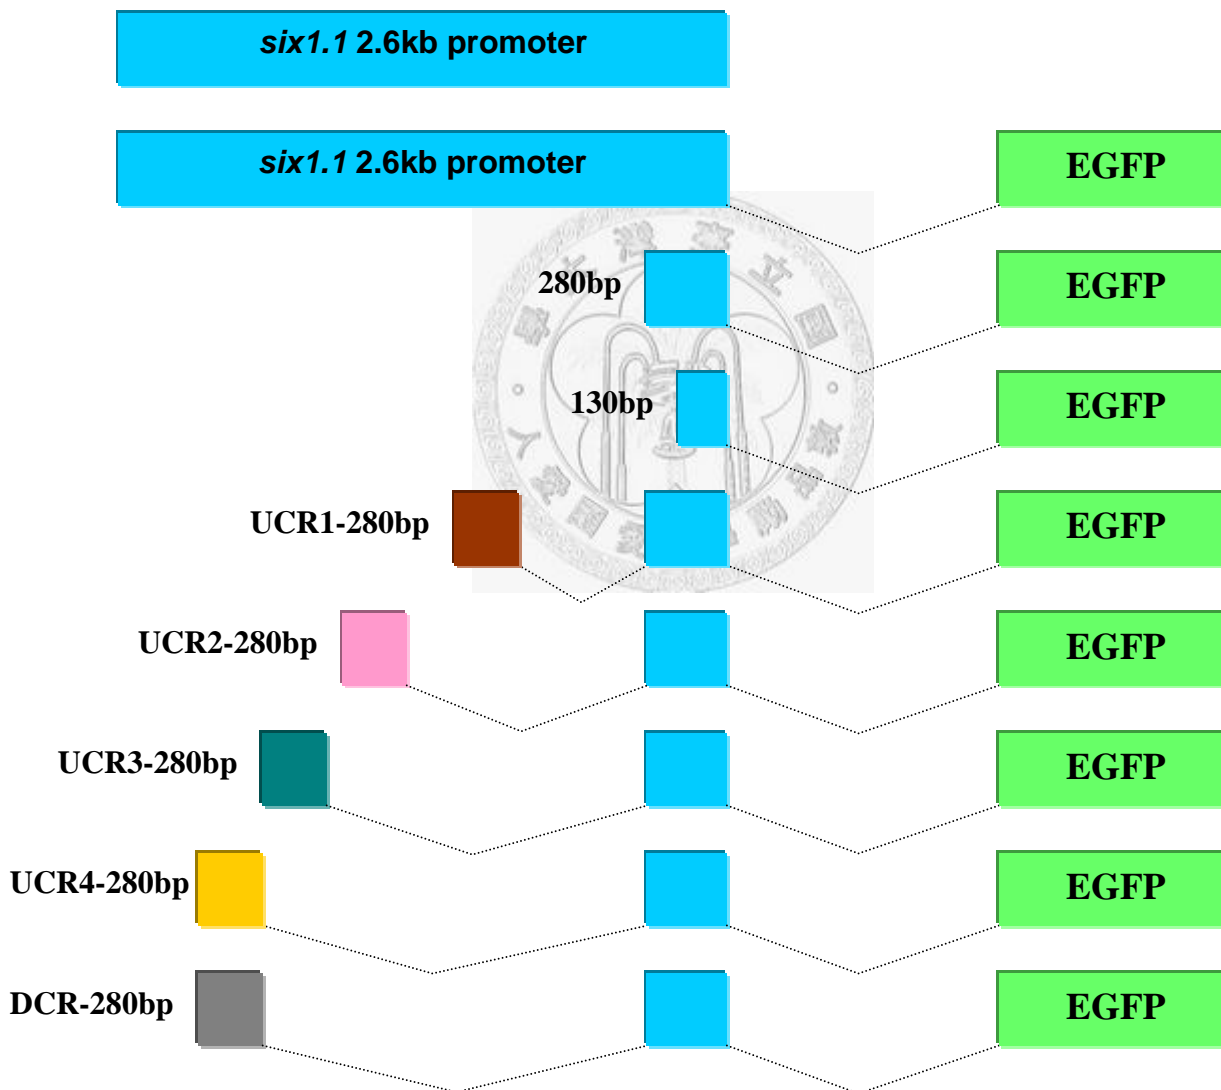 six1.1 2.6kb promoter
six1.1 2.6kb promoter
EGFP
280bp
EGFP
130bp
EGFP
UCR1-280bp
EGFP
UCR2-280bp
EGFP
UCR3-280bp
EGFP
UCR4-280bp
EGFP
DCR-280bp
EGFP